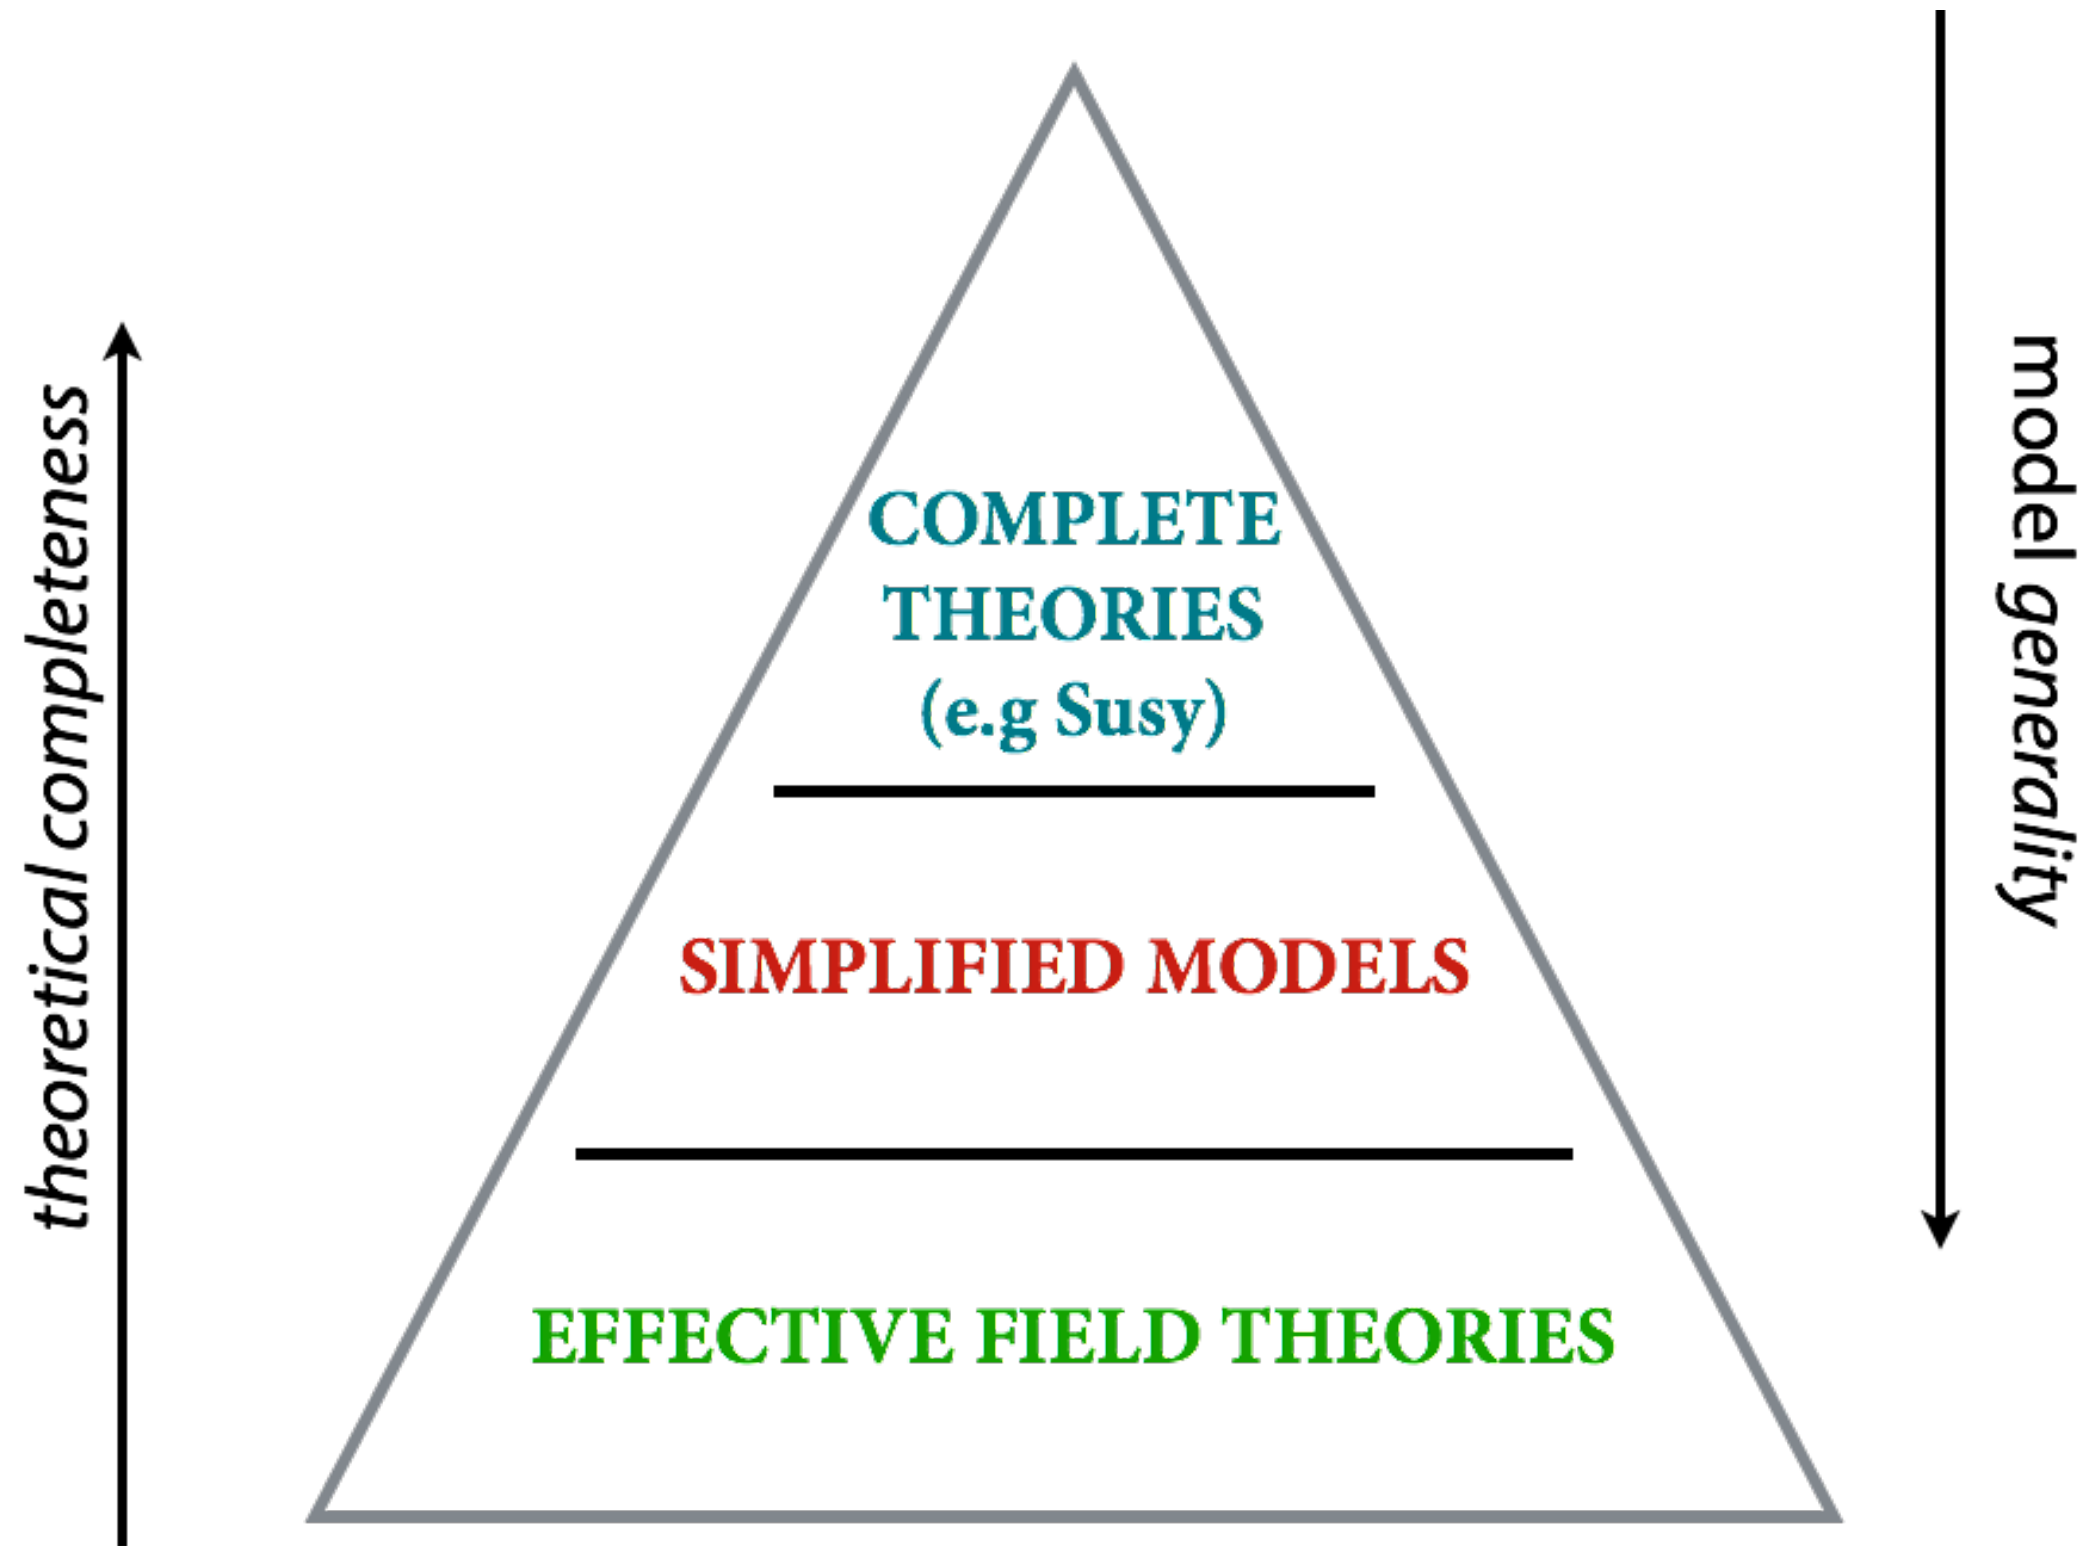 theoretical completeness
COMPLETE
THEORIES
(e.g Susy)
SIMPLIFIED MODELS
EFFECTIVE FIELD THEORIES
model generality